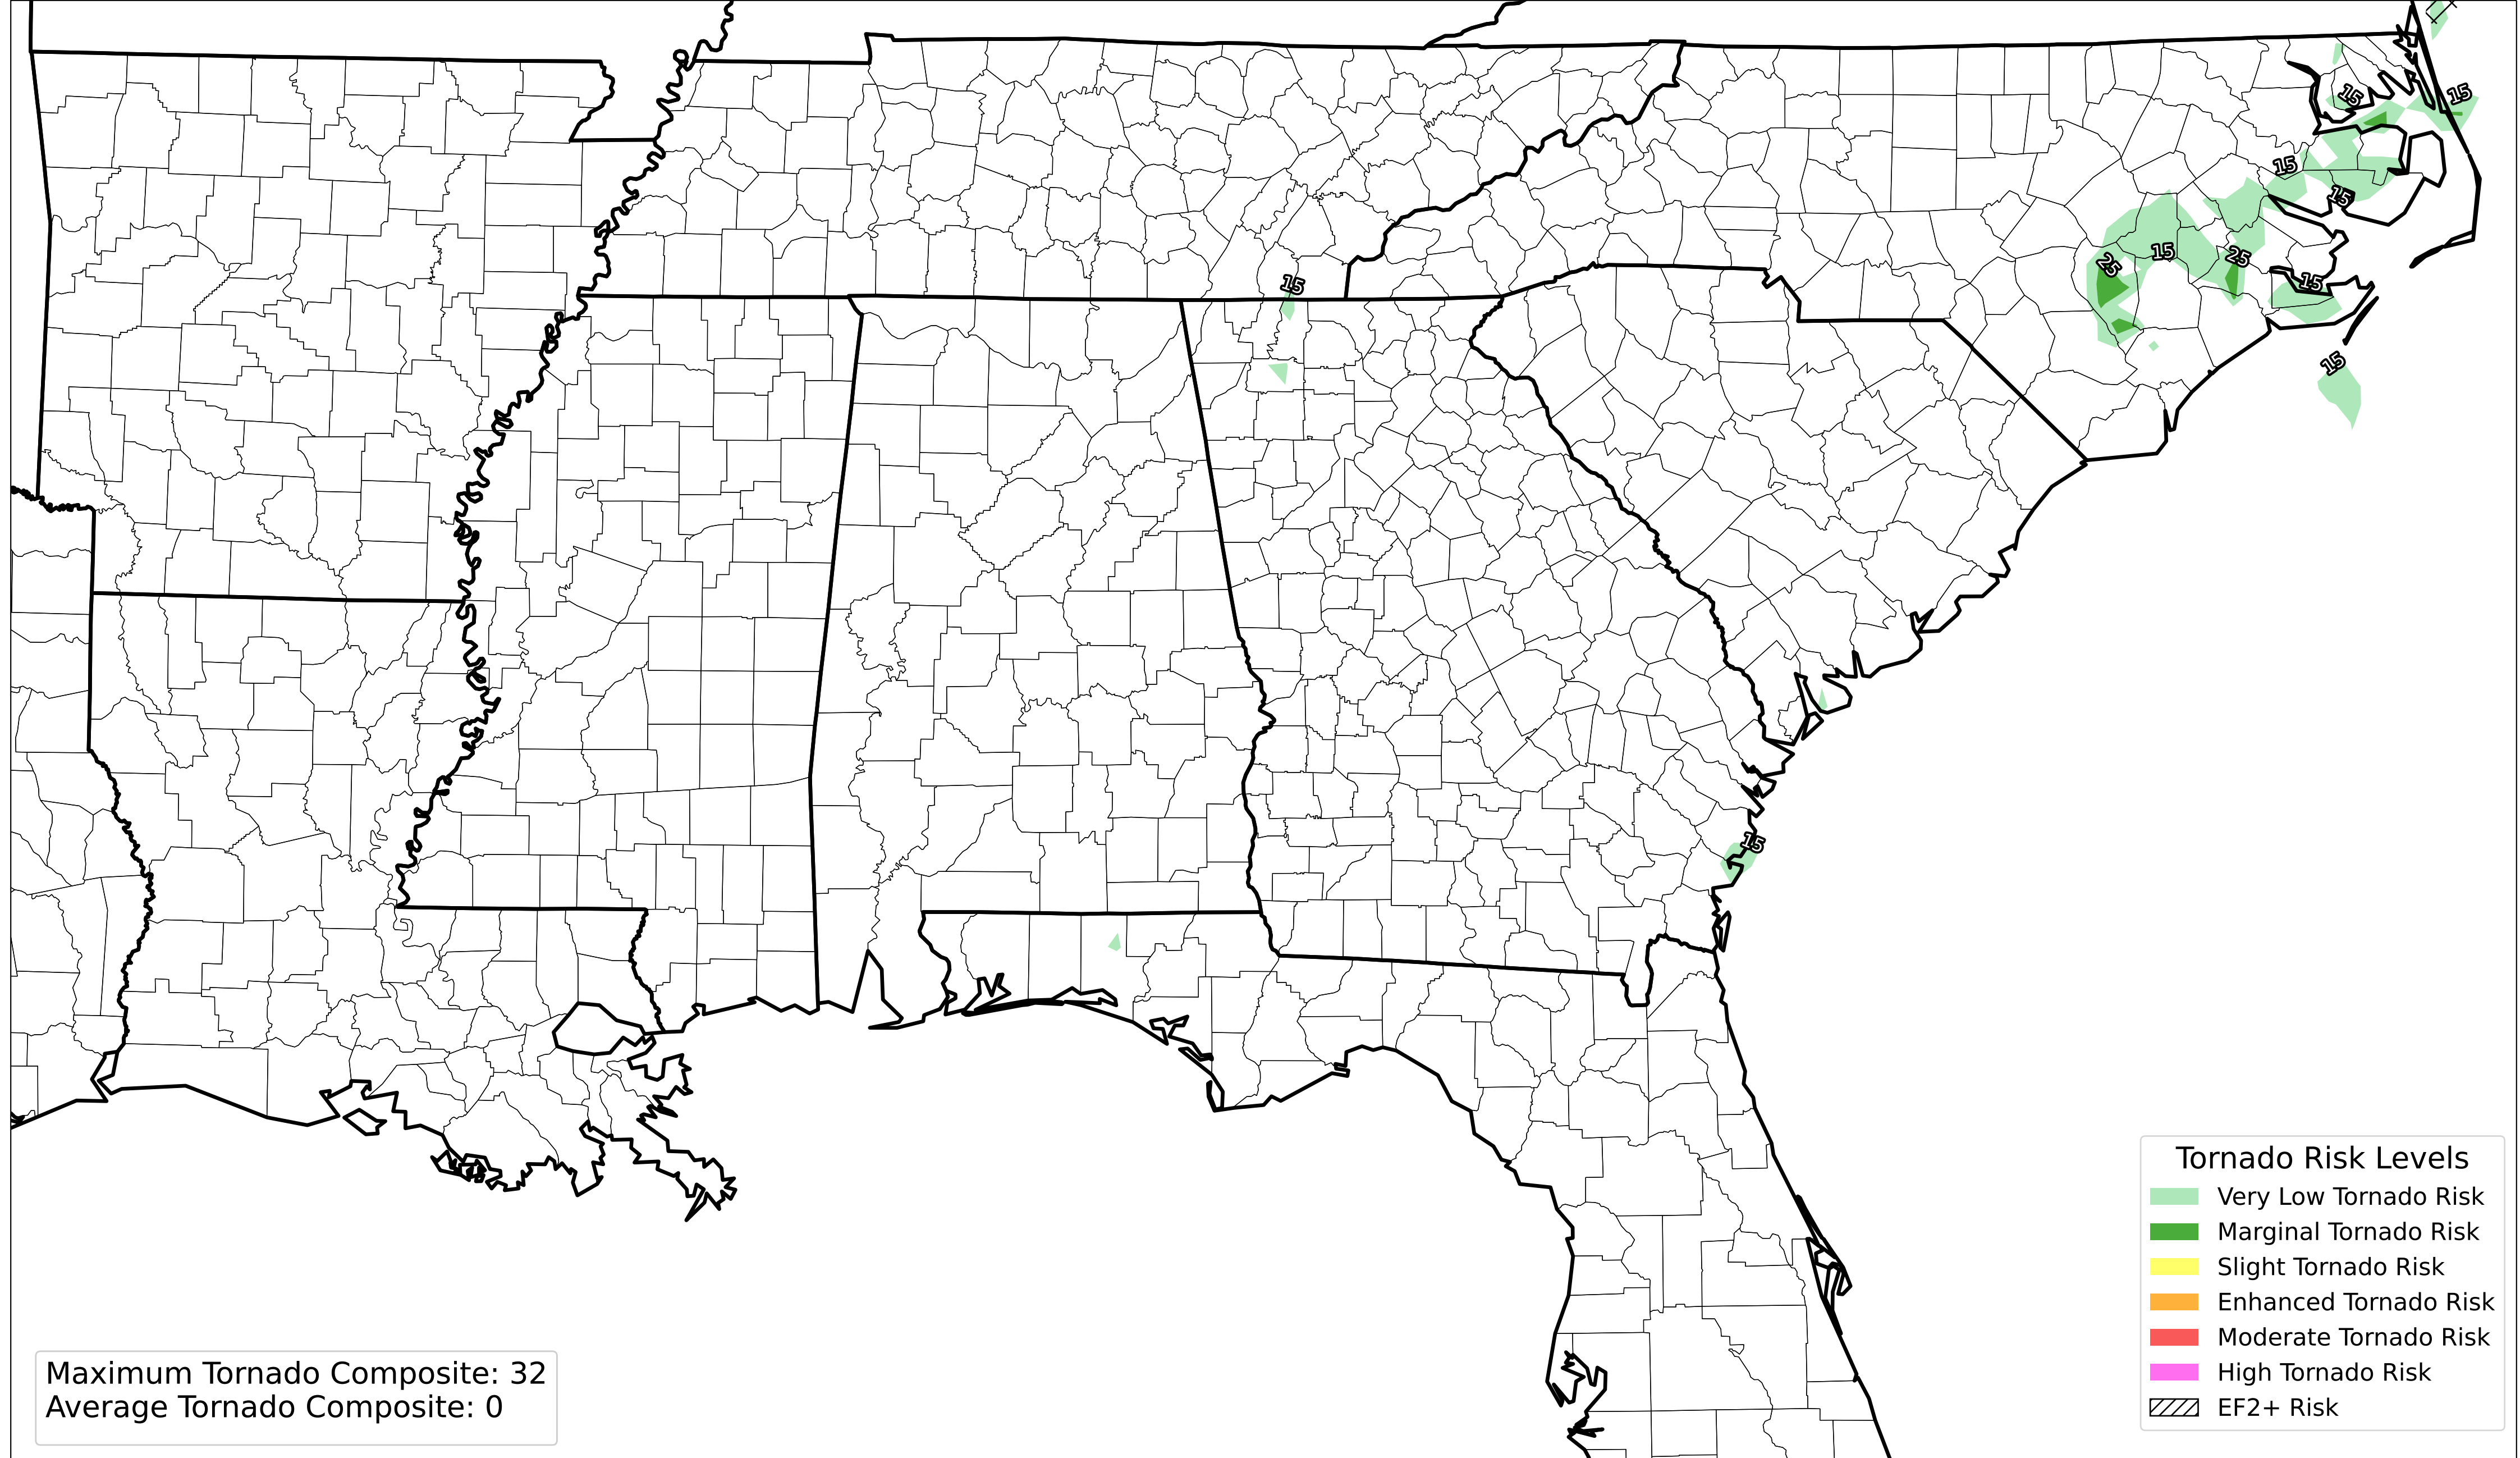 15
15
15
15
25
15
25
15
15
15
15
Tornado Risk Levels
Very Low Tornado Risk
Marginal Tornado Risk
Slight Tornado Risk
Enhanced Tornado Risk
Moderate Tornado Risk
High Tornado Risk
EF2+ Risk
Maximum Tornado Composite: 32
Average Tornado Composite: 0